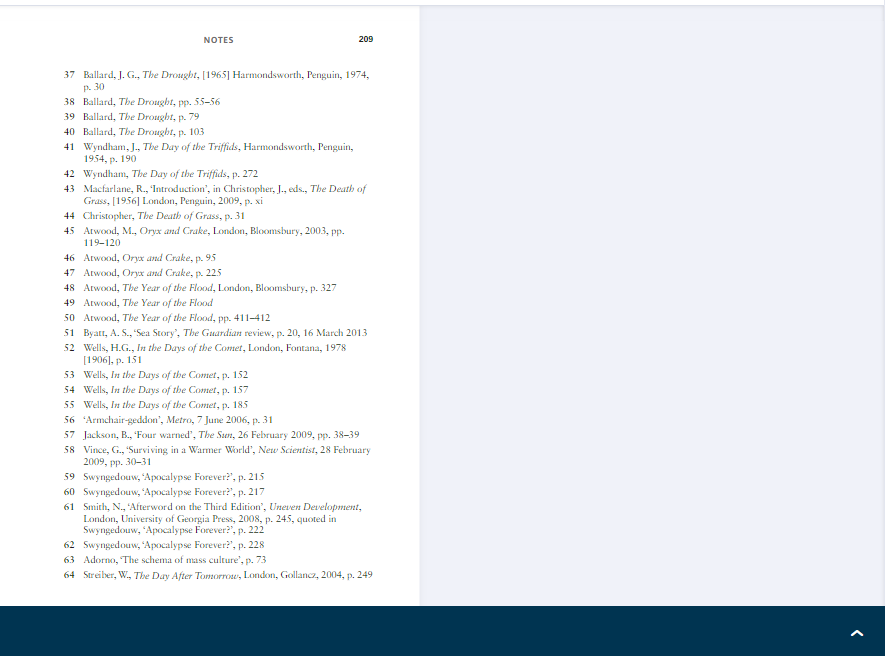 NOTES 209
37 Ballard, J. G., The Drought, [1965] Harmondsworth, Penguin, 1974,
p. 30
38 Ballard, The Drought, pp. 55–56
39 Ballard, The Drought, p. 79
40 Ballard, The Drought, p. 103
41 Wyndham, J., The Day of the Triffids, Harmondsworth, Penguin,
1954, p. 190
42 Wyndham, The Day of the Triffids, p. 272
43 Macfarlane, R., ‘Introduction’, in Christopher, J., eds., The Death of
Grass, [1956] London, Penguin, 2009, p. xi
44 Christopher, The Death of Grass, p. 31
45 Atwood, M., Oryx and Crake, London, Bloomsbury, 2003, pp.
119–120
46 Atwood, Oryx and Crake, p. 95
47 Atwood, Oryx and Crake, p. 225
48 Atwood, The Year of the Flood, London, Bloomsbury, p. 327
49 Atwood, The Year of the Flood
50 Atwood, The Year of the Flood, pp. 411–412
51 Byatt, A. S., ‘Sea Story’, The Guardian review, p. 20, 16 March 2013
52 Wells, H.G., In the Days of the Comet, London, Fontana, 1978
[1906], p. 151
53 Wells, In the Days of the Comet, p. 152
54 Wells, In the Days of the Comet, p. 157
55 Wells, In the Days of the Comet, p. 185
56 ‘Armchair-geddon’, Metro, 7 June 2006, p. 31
57 Jackson, B., ‘Four warned’, The Sun, 26 February 2009, pp. 38–39
58 Vince, G., ‘Surviving in a Warmer World’, New Scientist, 28 February
2009, pp. 30–31
59 Swyngedouw, ‘Apocalypse Forever?’, p. 215
60 Swyngedouw, ‘Apocalypse Forever?’, p. 217
61 Smith, N., ‘Afterword on the Third Edition’, Uneven Development,
London, University of Georgia Press, 2008, p. 245, quoted in
Swyngedouw, ‘Apocalypse Forever?’, p. 222
62 Swyngedouw, ‘Apocalypse Forever?’, p. 228
63 Adorno, ‘The schema of mass culture’, p. 73
64 Streiber, W., The Day After Tomorrow, London, Gollancz, 2004, p. 249